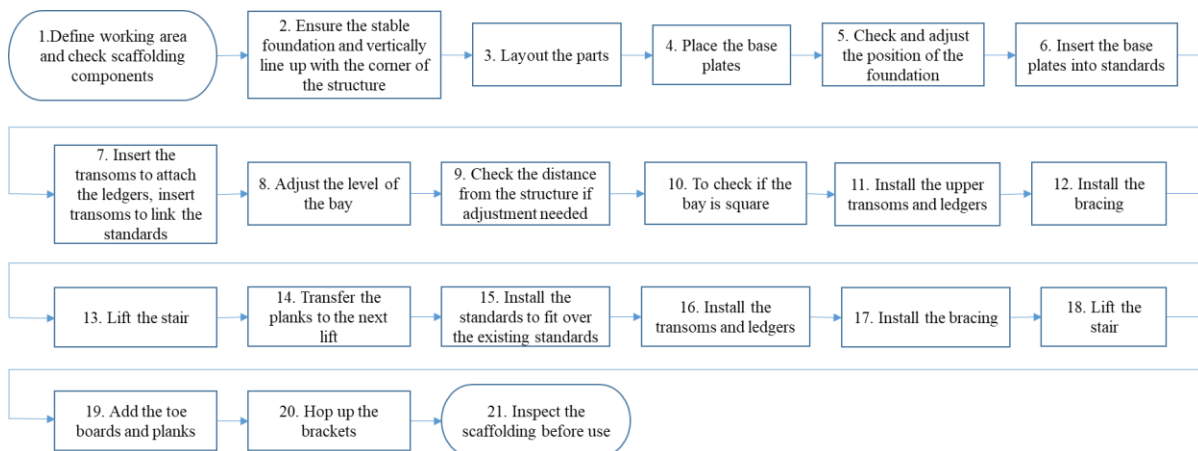 1.Define working area
and check scaffolding
components
2. Ensure the stable
foundation and vertically
line up with the corner of
the structure
3. Layout the parts
4. Place the base
plates
5. Check and adjust
the position of the
foundation
6. Insert the base
plates into standards
7. Insert the
transoms to attach
the ledgers, insert
transoms to link the
standards
8. Adjust the level of
the bay
9. Check the distance
from the structure if
adjustment needed
10. To check if the
bay is square
11. Install the upper
transoms and ledgers
12. Install the
bracing
13. Lift the stair
14. Transfer the
planks to the next
lift
15. Install the
standards to fit over
the existing standards
16. Install the
transoms and ledgers
17. Install the bracing
18. Lift the
stair
19. Add the toe
boards and planks
20. Hop up the
brackets
21. Inspect the
scaffolding before use